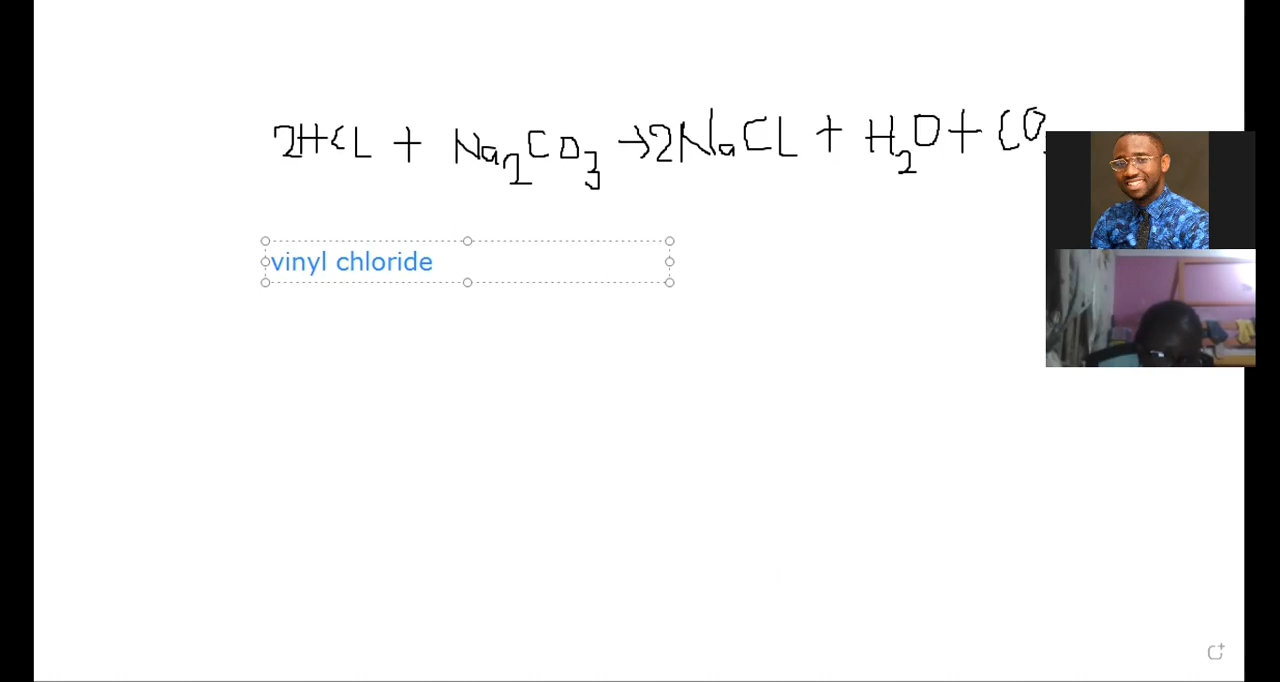 2HCL + Na2CO3 → 2NaCL + H2O + CO
vinyl chloride